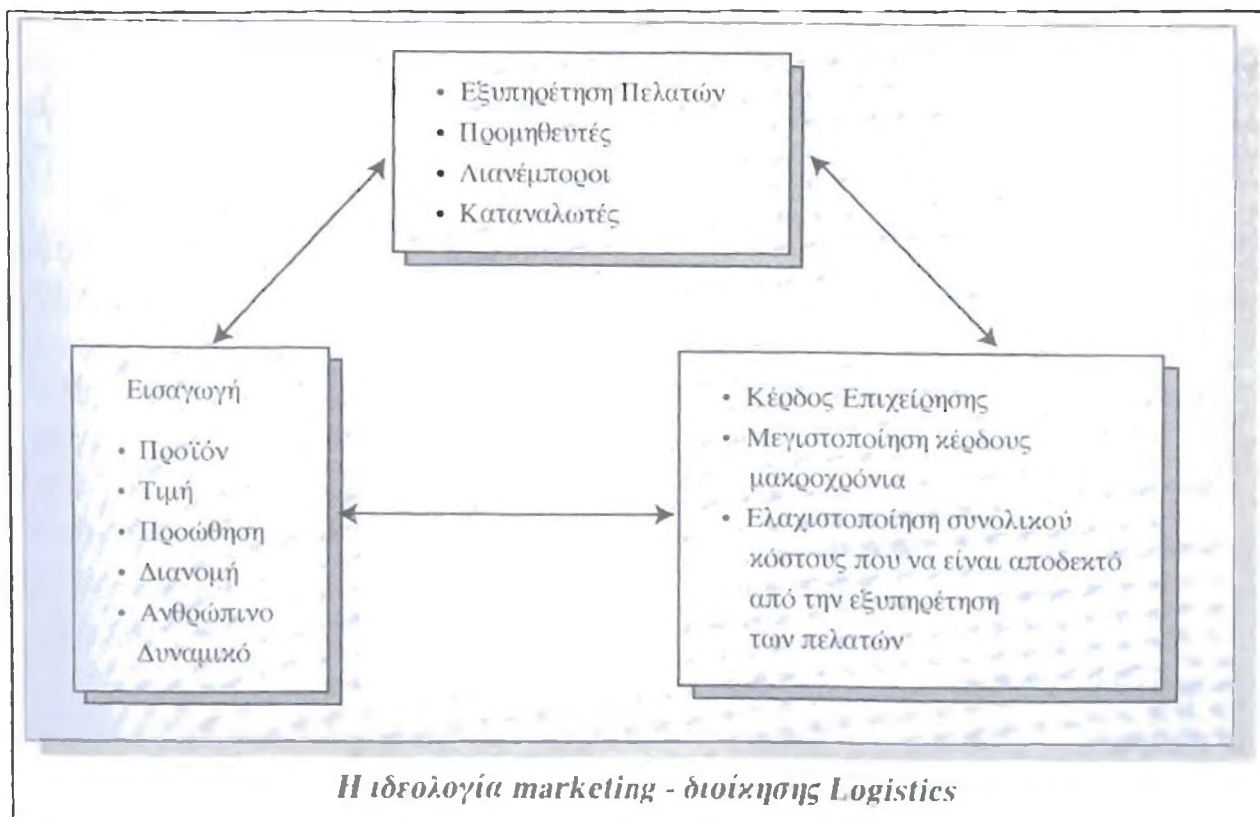 • Εξυπηρέτηση Πελατών
• Προμηθευτές
• Λιανέμποροι
• Καταναλωτές
Εισαγωγή
• Προϊόν
• Τιμή
• Προώθηση
• Διανομή
• Ανθρώπινο
Δυναμικό
• Κέρδος Επιχείρησης
• Μεγιστοποίηση κέρδους
μακροχρόνια
• Ελαχιστοποίηση συνολικού
κόστους που να είναι αποδεκτό
από την εξυπηρέτηση
των πελατών
Η ιδεολογία marketing - διοίκησης Logistics